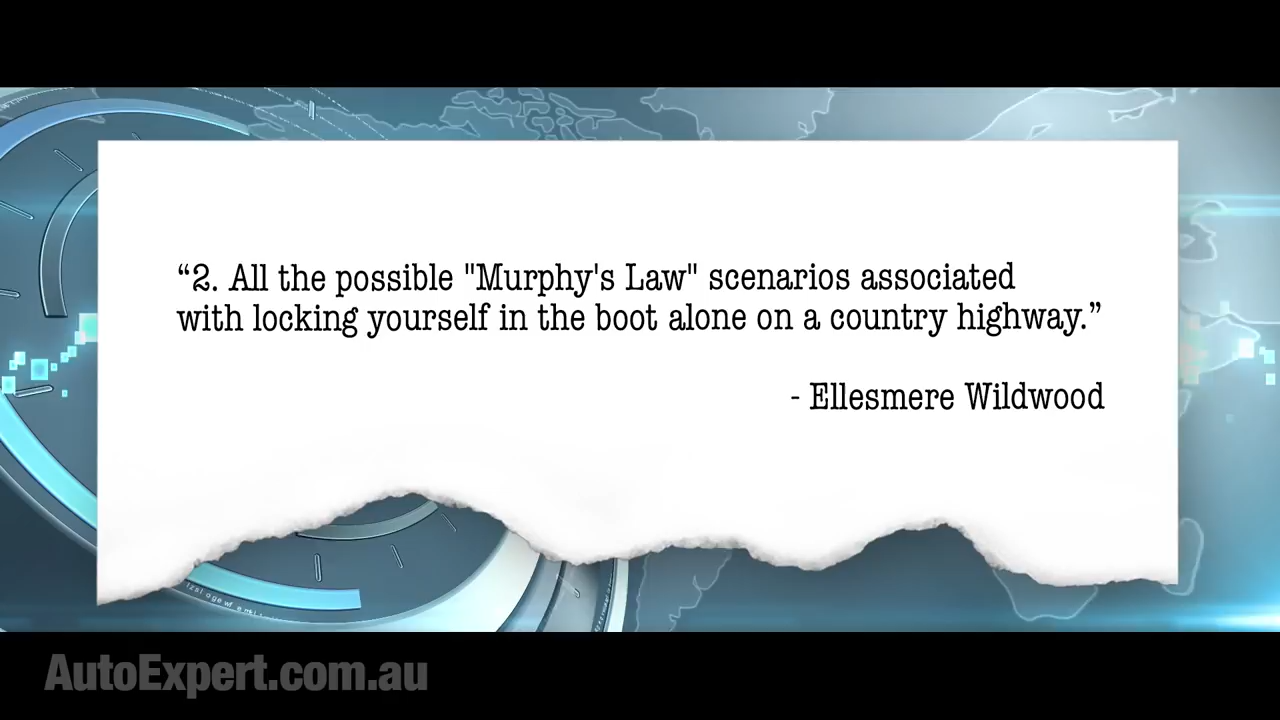 “2. All the possible "Murphy's Law" scenarios associated
with locking yourself in the boot alone on a country highway.”
- Ellesmere Wildwood
AutoExpert.com.au